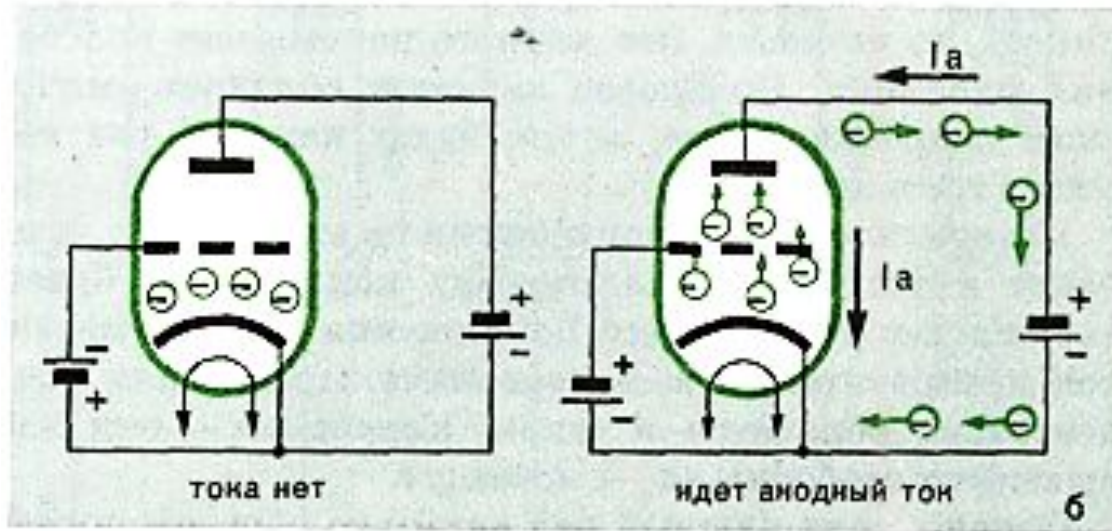 Ia
Ia
+
-
-
+
+
-
+
-
тока нет
идет анодный ток
б